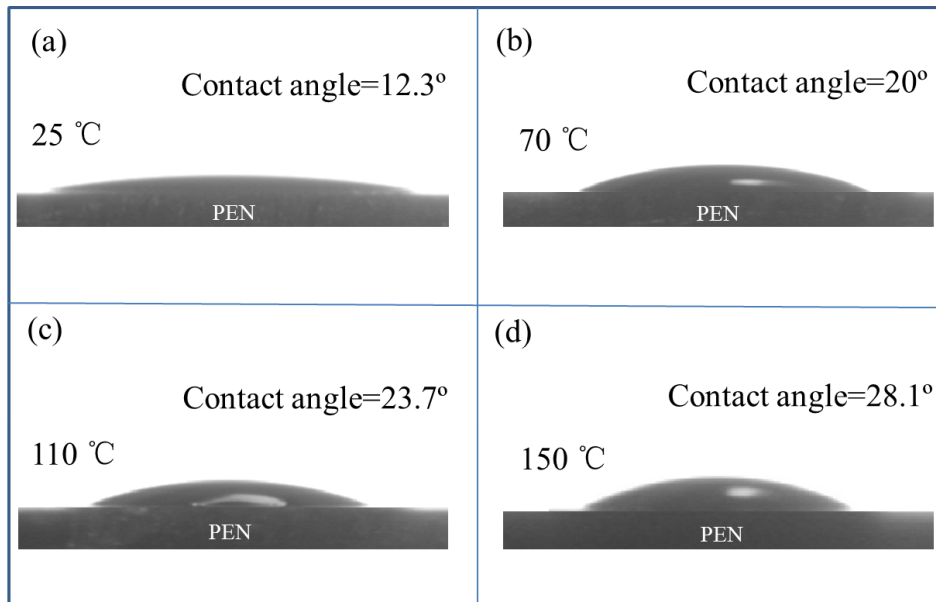 (a)
Contact angle=12.3º
25 ℃
PEN
(b)
Contact angle=20º
70 ℃
PEN
(c)
Contact angle=23.7º
110 ℃
PEN
(d)
Contact angle=28.1º
150 ℃
PEN